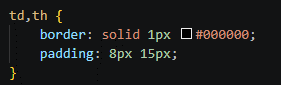 td,th {
    border: solid 1px #000000;
    padding: 8px 15px;
}